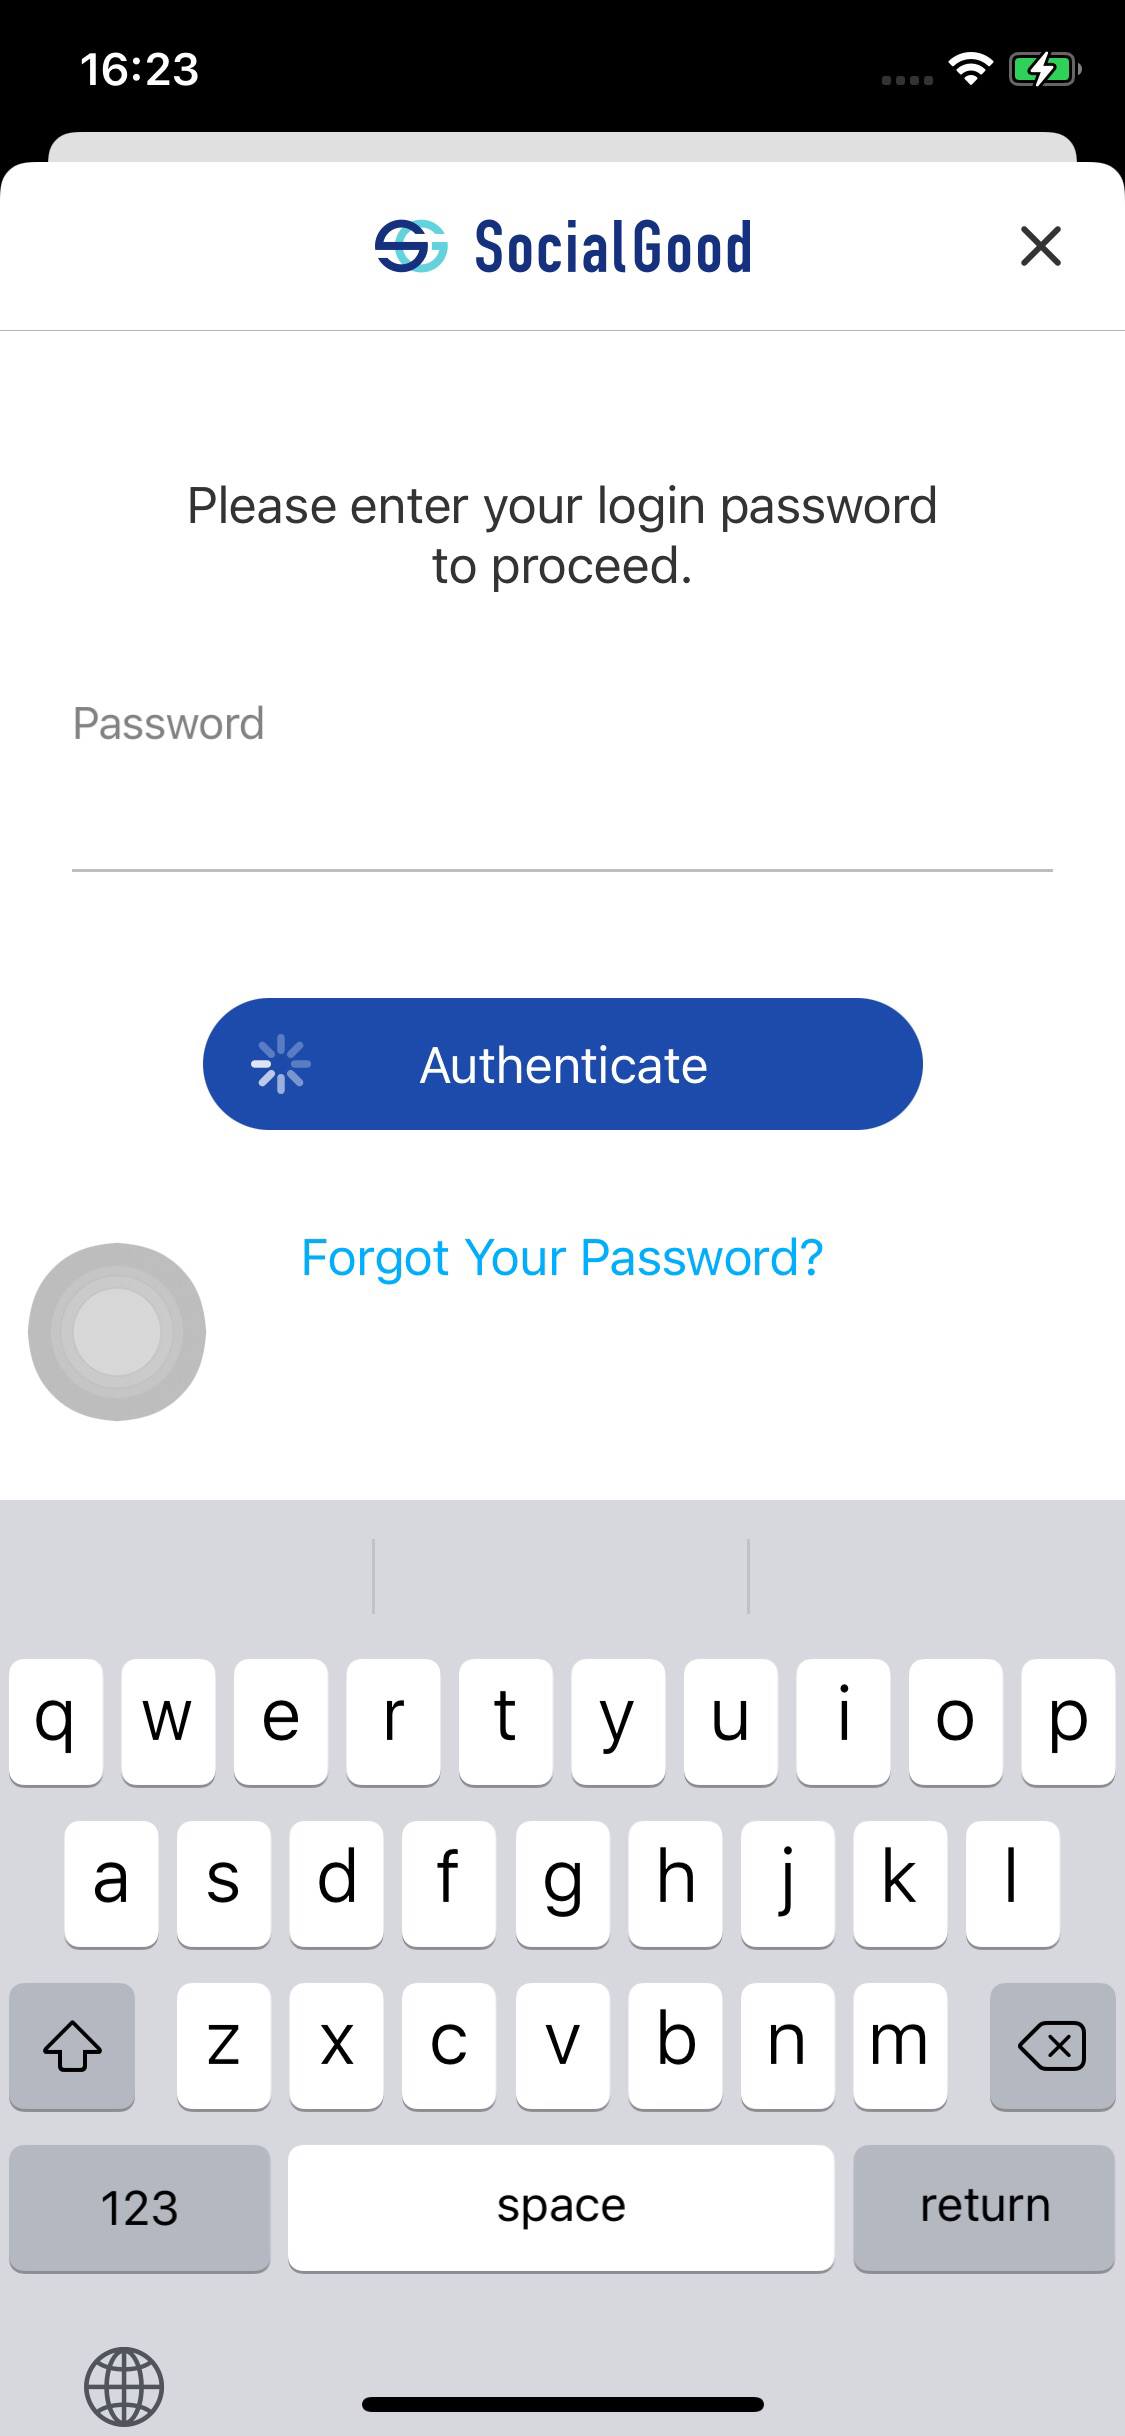 16:23
SocialGood
Please enter your login password
to proceed.
Password
Authenticate
Forgot Your Password?
q w e r t y u i o p
a s d f g h j k l
z x c v b n m
123 space return